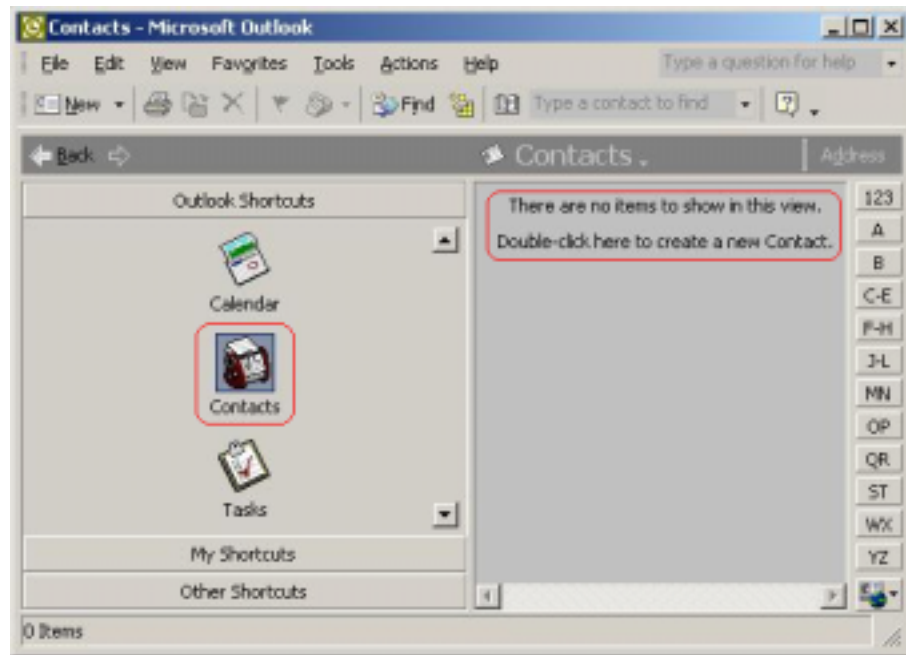 Contacts - Microsoft Outlook
File Edit View Favorites Tools Actions Help Type a question for help
New Find Type a contact to find
Back Contacts Address
Outlook Shortcuts
Calendar
Contacts
Tasks
My Shortcuts
Other Shortcuts
There are no items to show in this view.
Double-click here to create a new Contact.
123
A
B
C-E
F-H
J-L
MN
OP
QR
ST
WX
YZ
0 Items